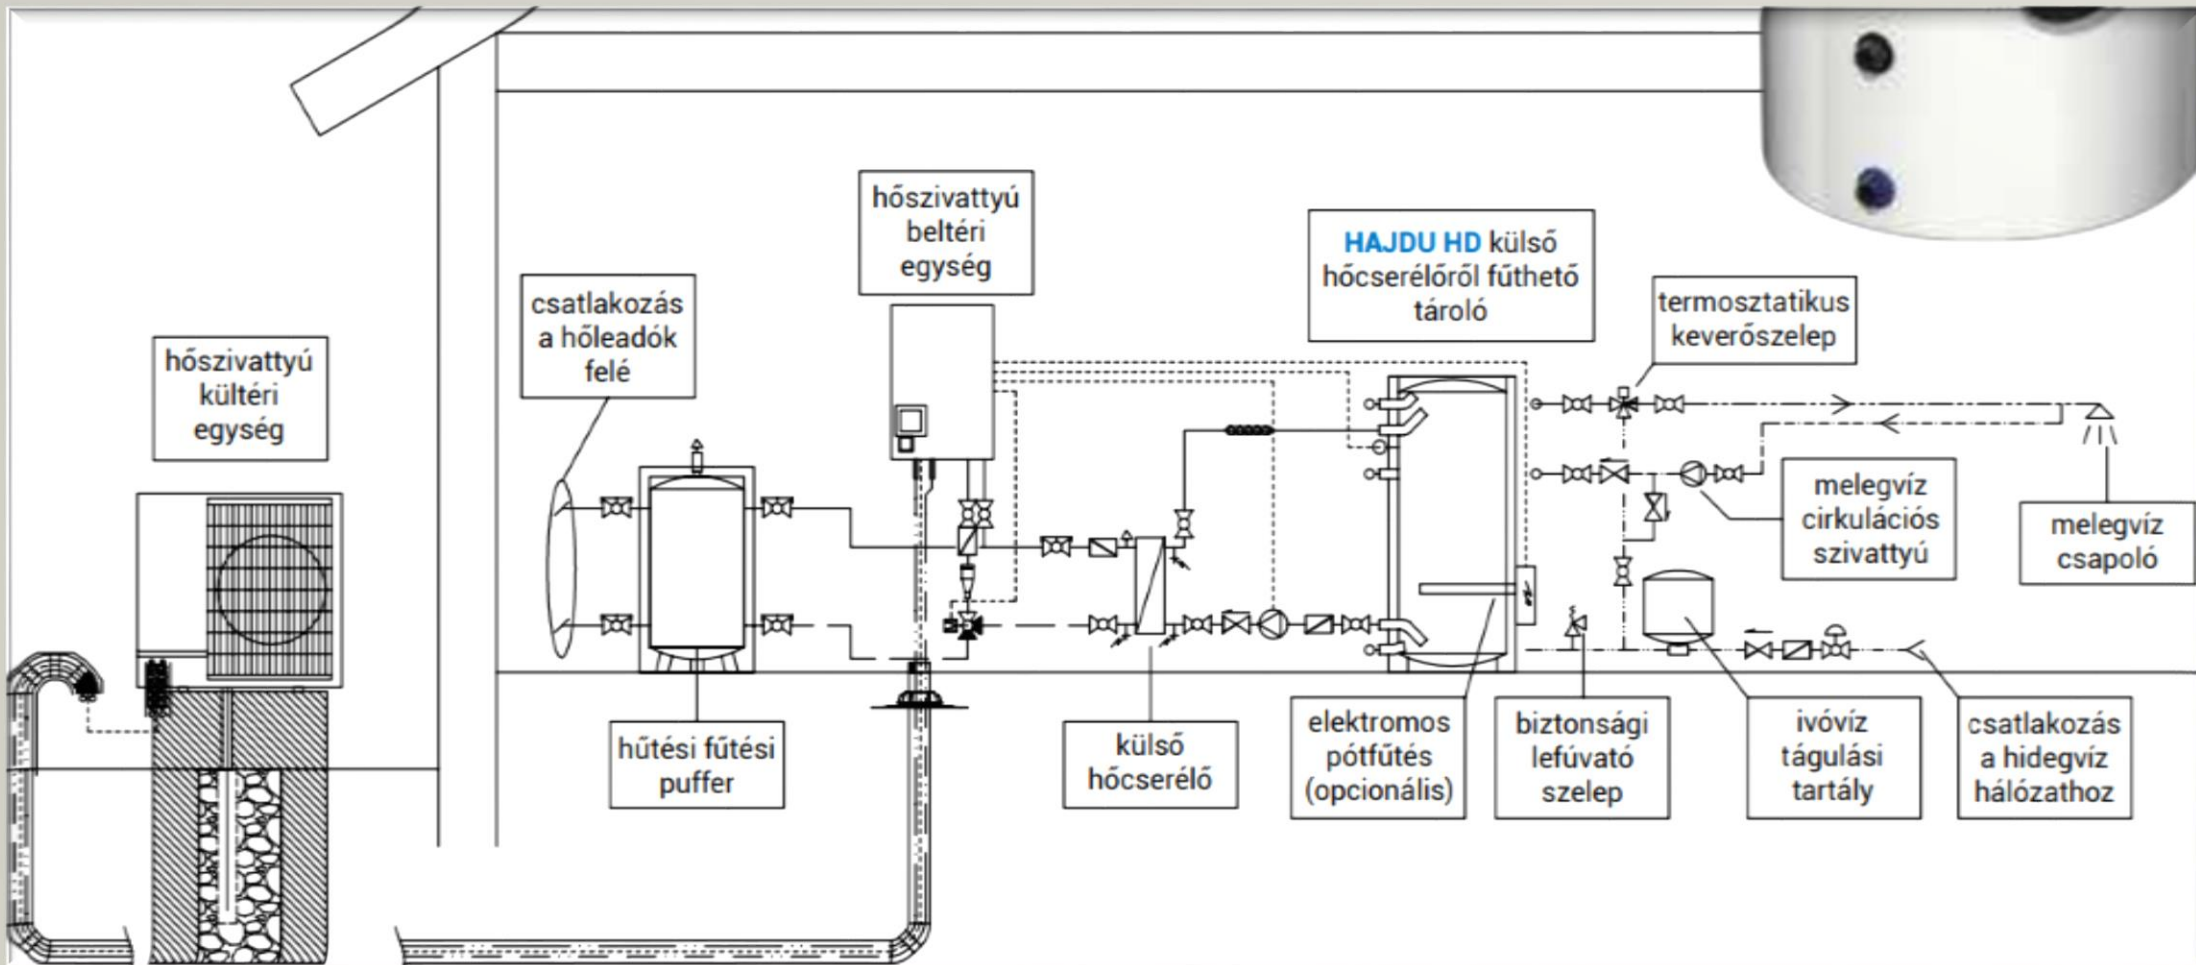 hőszivattyú
beltéri
egység
HAJDU HD külső
hőcserélőről fűthető
tároló
csatlakozás
a hőleadók
felé
termosztatikus
keverőszelep
hőszivattyú
kültéri
egység
melegvíz
cirkulációs
szivattyú
melegvíz
csapoló
hűtési fűtési
puffer
külső
hőcserélő
elektromos
pótfűtés
(opcionális)
biztonsági
lefúvató
szelep
ivóvíz
tágulási
tartály
csatlakozás
a hidegvíz
hálózathoz